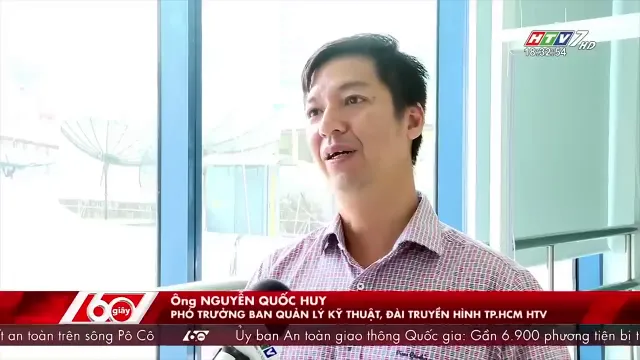 HTV7 HD
18:32:54
Ông NGUYỄN QUỐC HUY
PHÓ TRƯỞNG BAN QUẢN LÝ KỸ THUẬT, ĐÀI TRUYỀN HÌNH TP.HCM HTV
60 giây
t an toàn trên sông Pô Cô
60
Ủy ban An toàn giao thông Quốc gia: Gần 6.900 phương tiện bị t